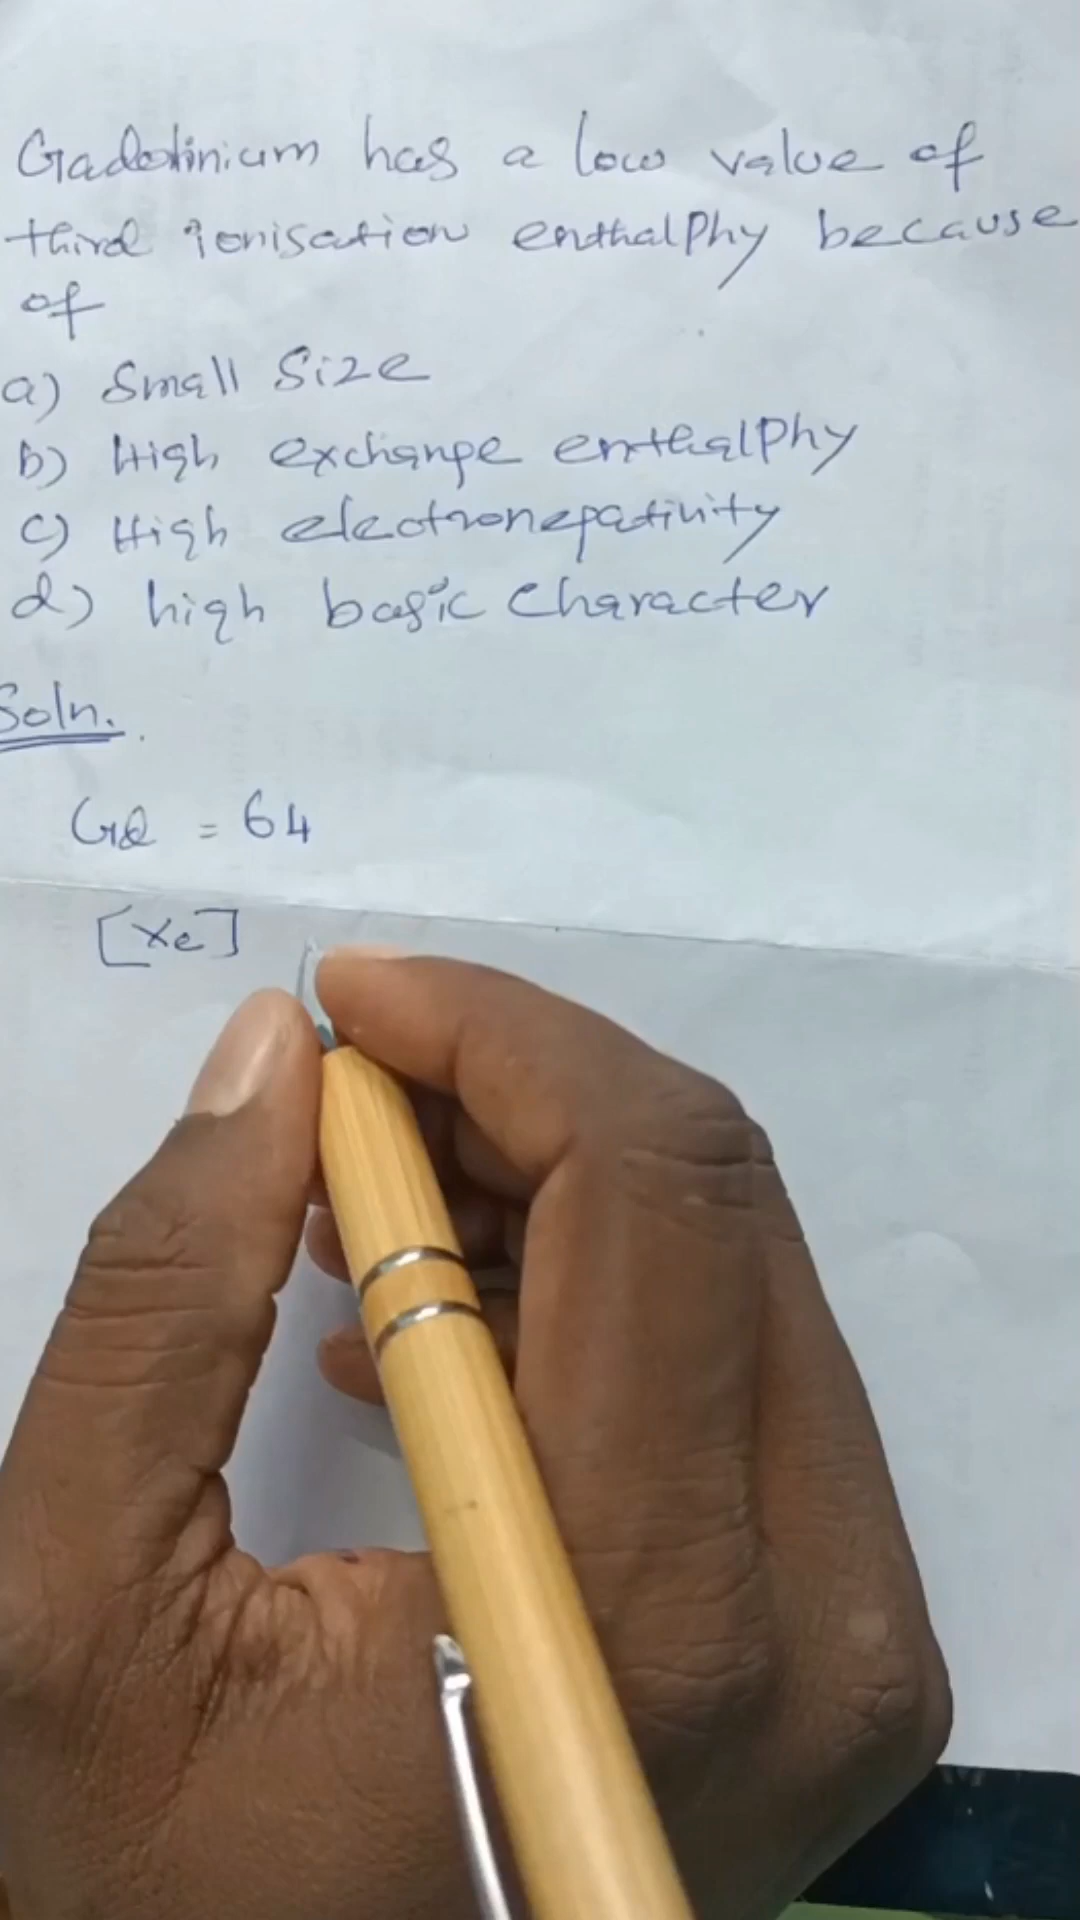 Gadolinium has a low value of
third ionisation enthalphy because
of
a) Small Size
b) High exchange enthalphy
c) High electronegativity
d) high basic character
Soln.
Gd = 64
[Xe]